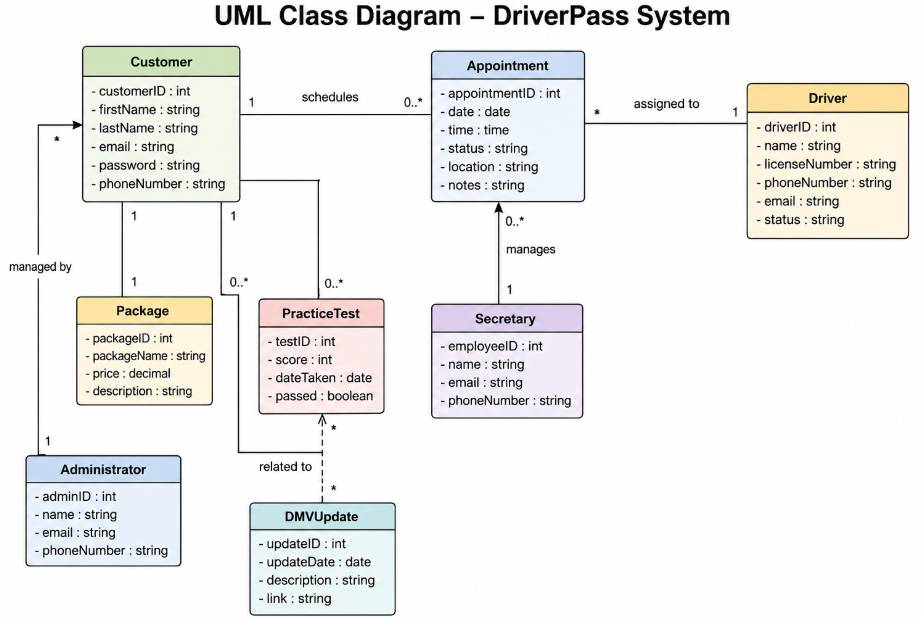 UML Class Diagram – DriverPass System
Customer
- customerID : int
- firstName : string
- lastName : string
- email : string
- password : string
- phoneNumber : string
1
schedules
0..*
Appointment
- appointmentID : int
- date : date
- time : time
- status : string
- location : string
- notes : string
*
assigned to
1
Driver
- driverID : int
- name : string
- licenseNumber : string
- phoneNumber : string
- email : string
- status : string
*
managed by
1
1
1
1
0..*
0..*
0..*
manages
1
Package
- packageID : int
- packageName : string
- price : decimal
- description : string
PracticeTest
- testID : int
- score : int
- dateTaken : date
- passed : boolean
Secretary
- employeeID : int
- name : string
- email : string
- phoneNumber : string
*
related to
*
Administrator
- adminID : int
- name : string
- email : string
- phoneNumber : string
DMVUpdate
- updateID : int
- updateDate : date
- description : string
- link : string